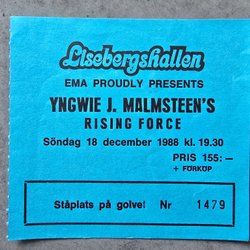 Lisebergshallen
EMA PROUDLY PRESENTS
YNGWIE J. MALMSTEEN'S
RISING FORCE
Söndag 18 december 1988 kl. 19.30
PRIS 155:—
+ FÖRKÖP
Ståplats på golvet Nr 1479